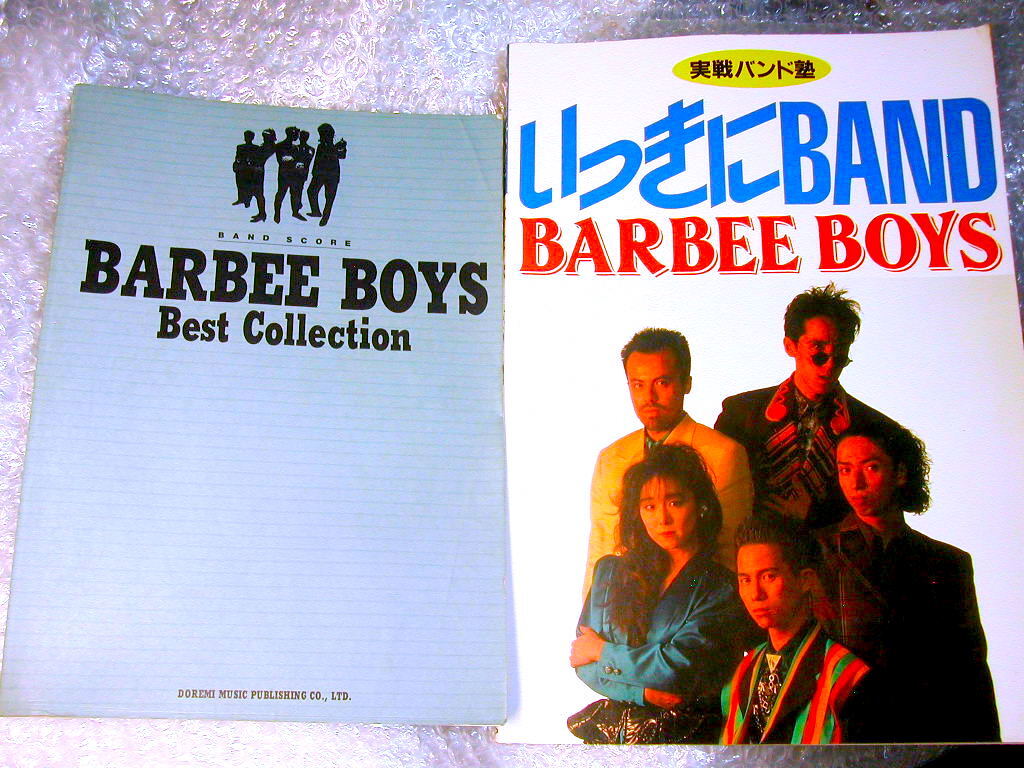 BAND SCORE
BARBEE BOYS
Best Collection
DOREMI MUSIC PUBLISHING CO., LTD.
実戦バンド塾
いっきにBAND
BARBEE BOYS